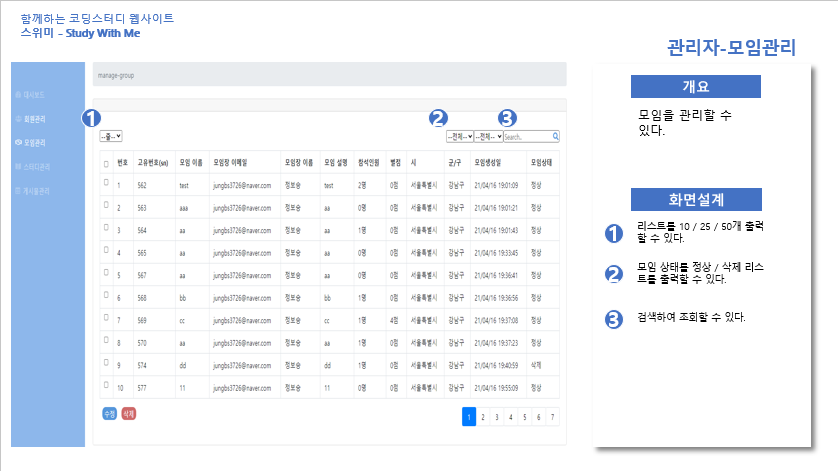 함께하는 코딩스터디 웹사이트
스위미 – Study With Me
관리자-모임관리
manage-group
대시보드
회원관리
모임관리
스터디관리
게시물관리
1
2
3
--줄--
--전체-- --전체-- Search..
번호 고유번호(sn) 모임 이름 모임장 이메일 모임장 이름 모임 설명 참석인원 별점 시 군/구 모임생성일 모임상태
1 562 test jungbs3726@naver.com 정보승 test 2명 0점 서울특별시 강남구 21/04/16 19:01:09 정상
2 563 aaa jungbs3726@naver.com 정보승 aa 0명 0점 서울특별시 강남구 21/04/16 19:01:21 정상
3 564 aa jungbs3726@naver.com 정보승 aa 1명 0점 서울특별시 강남구 21/04/16 19:01:43 정상
4 565 aa jungbs3726@naver.com 정보승 aa 0명 0점 서울특별시 강남구 21/04/16 19:33:45 정상
5 567 aa jungbs3726@naver.com 정보승 aa 0명 0점 서울특별시 강남구 21/04/16 19:36:41 정상
6 568 bb jungbs3726@naver.com 정보승 bb 1명 0점 서울특별시 강남구 21/04/16 19:36:56 정상
7 569 cc jungbs3726@naver.com 정보승 cc 1명 4점 서울특별시 강남구 21/04/16 19:37:08 정상
8 570 aa jungbs3726@naver.com 정보승 aa 1명 0점 서울특별시 강남구 21/04/16 19:37:23 정상
9 574 dd jungbs3726@naver.com 정보승 dd 1명 0점 서울특별시 강남구 21/04/16 19:40:59 삭제
10 577 11 jungbs3726@naver.com 정보승 11 0명 0점 서울특별시 강남구 21/04/16 19:55:09 정상
수정 삭제
1 2 3 4 5 6 7
개요
모임을 관리할 수
있다.
화면설계
1 리스트를 10 / 25 / 50개 출력
할 수 있다.
2 모임 상태를 정상 / 삭제 리스
트를 출력할 수 있다.
3 검색하여 조회할 수 있다.